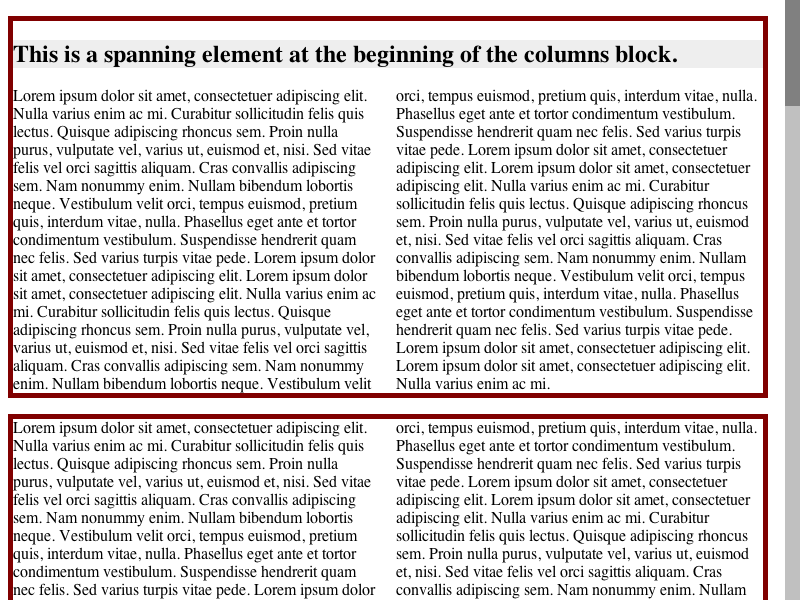 This is a spanning element at the beginning of the columns block.
Lorem ipsum dolor sit amet, consectetuer adipiscing elit.
Nulla varius enim ac mi. Curabitur sollicitudin felis quis
lectus. Quisque adipiscing rhoncus sem. Proin nulla
purus, vulputate vel, varius ut, euismod et, nisi. Sed vitae
felis vel orci sagittis aliquam. Cras convallis adipiscing
sem. Nam nonummy enim. Nullam bibendum lobortis
neque. Vestibulum velit orci, tempus euismod, pretium
quis, interdum vitae, nulla. Phasellus eget ante et tortor
condimentum vestibulum. Suspendisse hendrerit quam
nec felis. Sed varius turpis vitae pede. Lorem ipsum dolor
sit amet, consectetuer adipiscing elit. Lorem ipsum dolor
sit amet, consectetuer adipiscing elit. Nulla varius enim ac
mi. Curabitur sollicitudin felis quis lectus. Quisque
adipiscing rhoncus sem. Proin nulla purus, vulputate vel,
varius ut, euismod et, nisi. Sed vitae felis vel orci sagittis
aliquam. Cras convallis adipiscing sem. Nam nonummy
enim. Nullam bibendum lobortis neque. Vestibulum velit
orci, tempus euismod, pretium quis, interdum vitae, nulla.
Phasellus eget ante et tortor condimentum vestibulum.
Suspendisse hendrerit quam nec felis. Sed varius turpis
vitae pede. Lorem ipsum dolor sit amet, consectetuer
adipiscing elit. Lorem ipsum dolor sit amet, consectetuer
adipiscing elit. Nulla varius enim ac mi. Curabitur
sollicitudin felis quis lectus. Quisque adipiscing rhoncus
sem. Proin nulla purus, vulputate vel, varius ut, euismod
et, nisi. Sed vitae felis vel orci sagittis aliquam. Cras
convallis adipiscing sem. Nam nonummy enim. Nullam
bibendum lobortis neque. Vestibulum velit orci, tempus
euismod, pretium quis, interdum vitae, nulla. Phasellus
eget ante et tortor condimentum vestibulum. Suspendisse
hendrerit quam nec felis. Sed varius turpis vitae pede.
Lorem ipsum dolor sit amet, consectetuer adipiscing elit.
Lorem ipsum dolor sit amet, consectetuer adipiscing elit.
Nulla varius enim ac mi.
Lorem ipsum dolor sit amet, consectetuer adipiscing elit.
Nulla varius enim ac mi. Curabitur sollicitudin felis quis
lectus. Quisque adipiscing rhoncus sem. Proin nulla
purus, vulputate vel, varius ut, euismod et, nisi. Sed vitae
felis vel orci sagittis aliquam. Cras convallis adipiscing
sem. Nam nonummy enim. Nullam bibendum lobortis
neque. Vestibulum velit orci, tempus euismod, pretium
quis, interdum vitae, nulla. Phasellus eget ante et tortor
condimentum vestibulum. Suspendisse hendrerit quam
nec felis. Sed varius turpis vitae pede. Lorem ipsum dolor
orci, tempus euismod, pretium quis, interdum vitae, nulla.
Phasellus eget ante et tortor condimentum vestibulum.
Suspendisse hendrerit quam nec felis. Sed varius turpis
vitae pede. Lorem ipsum dolor sit amet, consectetuer
adipiscing elit. Lorem ipsum dolor sit amet, consectetuer
adipiscing elit. Nulla varius enim ac mi. Curabitur
sollicitudin felis quis lectus. Quisque adipiscing rhoncus
sem. Proin nulla purus, vulputate vel, varius ut, euismod
et, nisi. Sed vitae felis vel orci sagittis aliquam. Cras
convallis adipiscing sem. Nam nonummy enim. Nullam